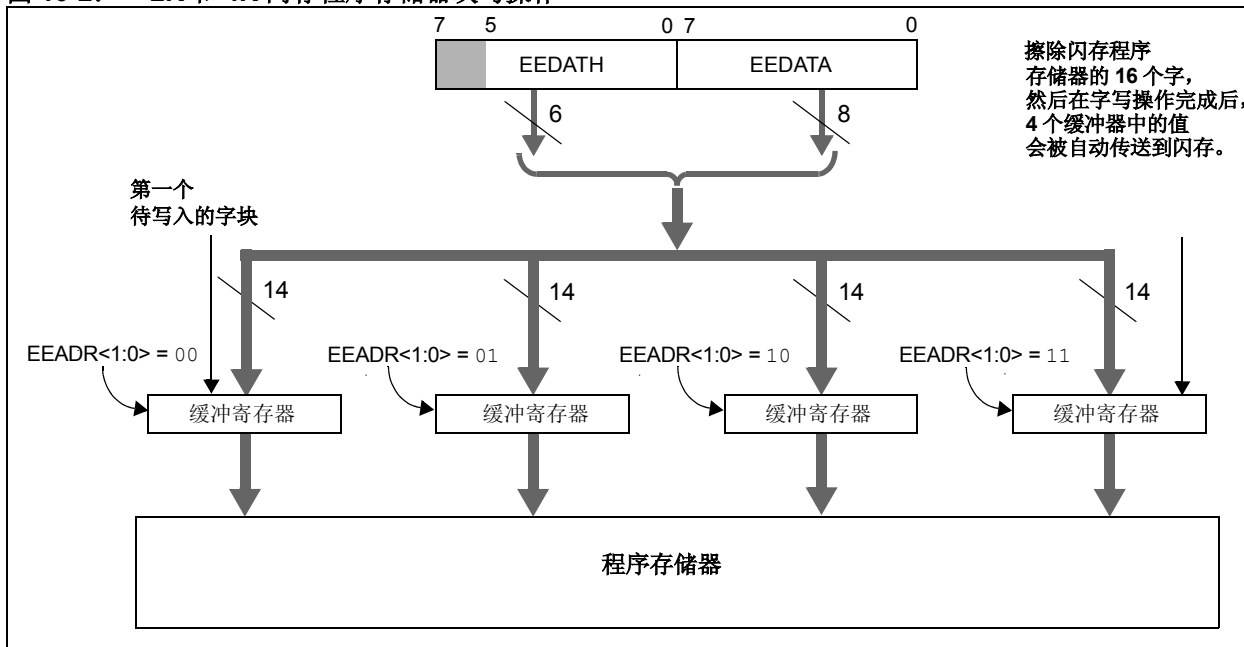 7 5 0 7 0
EEDATH EEDATA
6 8
擦除闪存程序
存储器的 16 个字，
然后在字写操作完成后，
4 个缓冲器中的值
会被自动传送到闪存。
第一个
待写入的字块
14 14 14 14
EEADR<1:0> = 00 EEADR<1:0> = 01 EEADR<1:0> = 10 EEADR<1:0> = 11
缓冲寄存器 缓冲寄存器 缓冲寄存器 缓冲寄存器
程序存储器